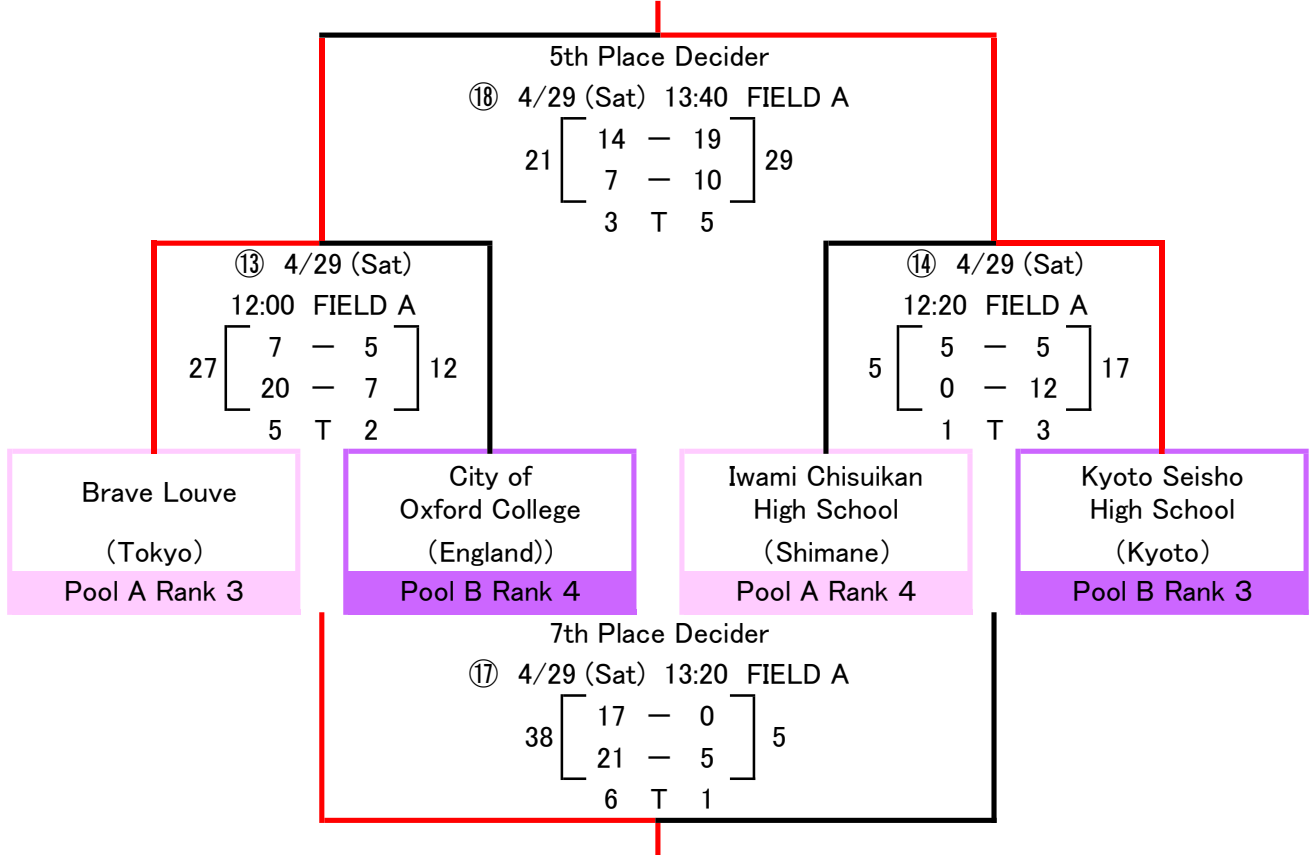 5th Place Decider
⑱ 4/29 (Sat) 13:40 FIELD A
14 － 19
21 29
7 － 10
3 T 5
⑬ 4/29 (Sat)
12:00 FIELD A
7 － 5
27 12
20 － 7
5 T 2
⑭ 4/29 (Sat)
12:20 FIELD A
5 － 5
5 17
0 － 12
1 T 3
Brave Louve
(Tokyo)
Pool A Rank 3
City of
Oxford College
(England))
Pool B Rank 4
Iwami Chisuikan
High School
(Shimane)
Pool A Rank 4
Kyoto Seisho
High School
(Kyoto)
Pool B Rank 3
7th Place Decider
⑰ 4/29 (Sat) 13:20 FIELD A
17 － 0
38 5
21 － 5
6 T 1